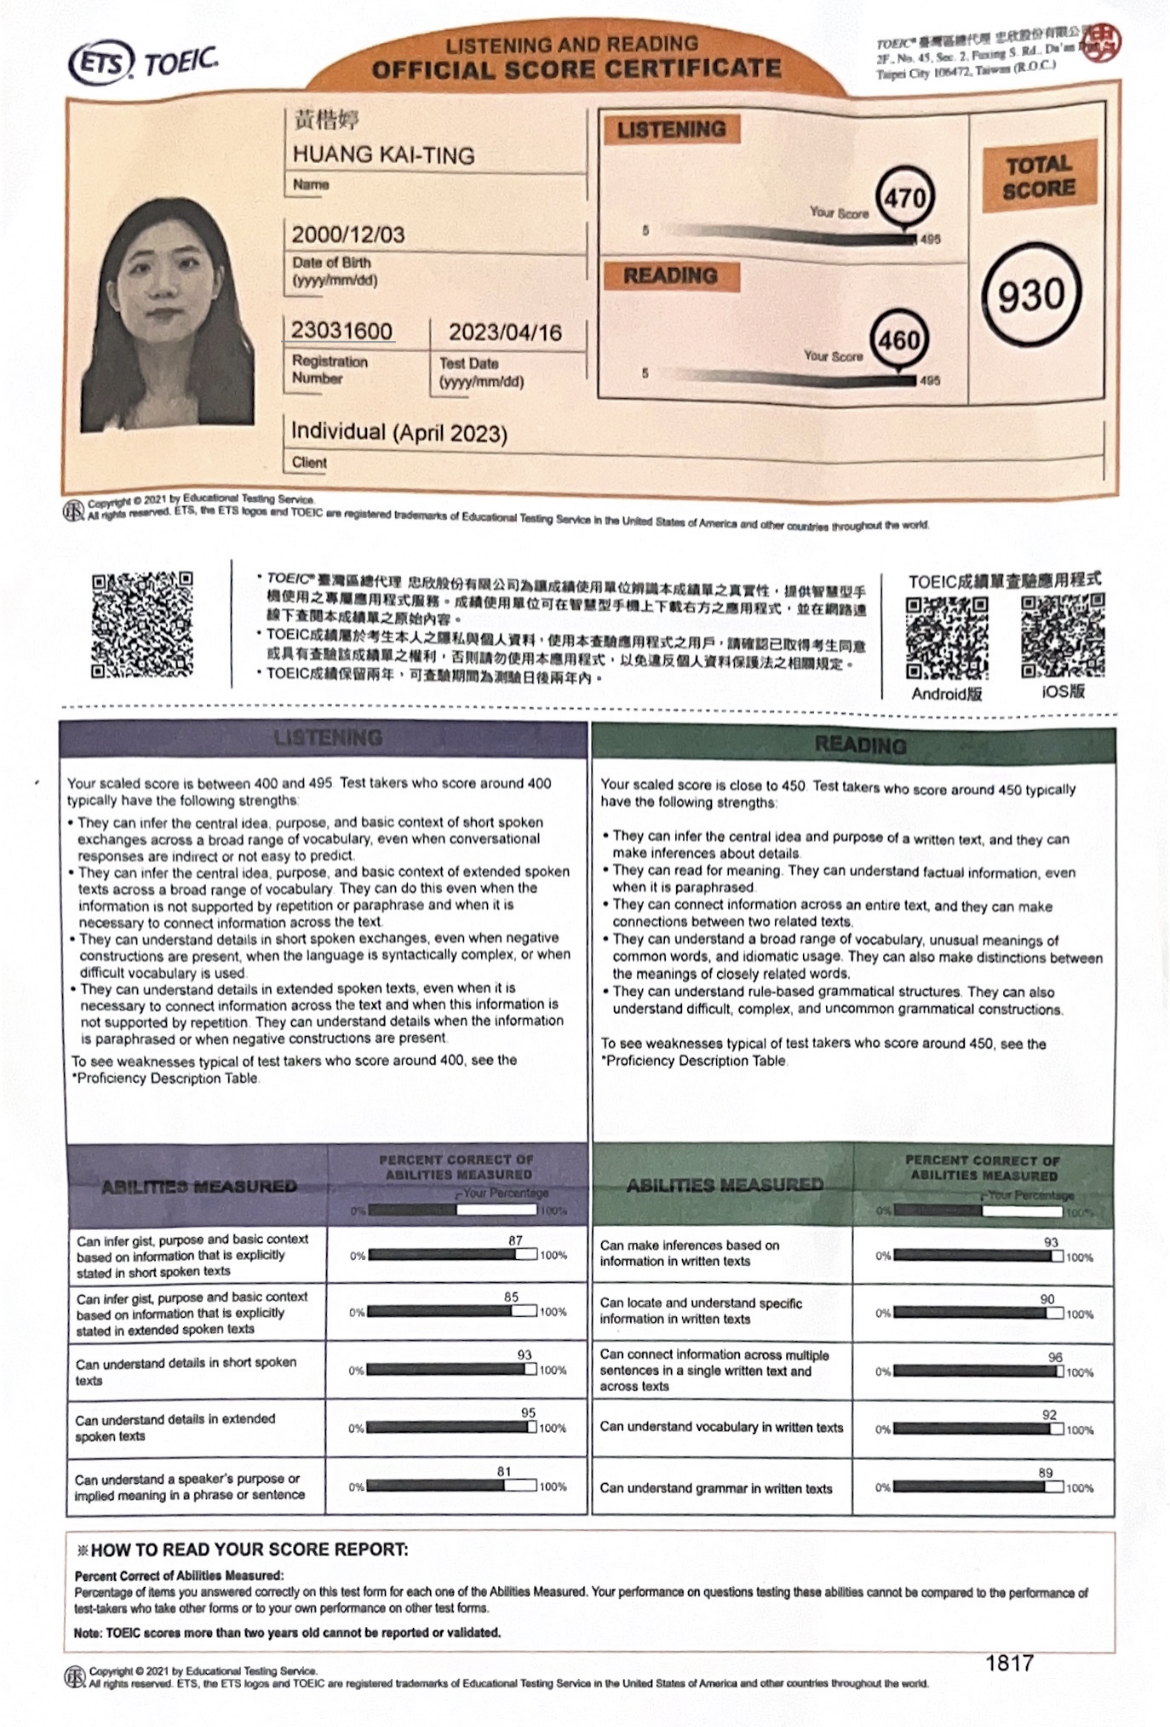 ETS TOEIC
LISTENING AND READING
OFFICIAL SCORE CERTIFICATE
TOEIC® 臺灣區總代理 忠欣股份有限公司
2F., No. 45, Sec. 2, Fuxing S. Rd., Da'an
Taipei City 106472, Taiwan (R.O.C.)
黃楷婷
HUANG KAI-TING
Name
2000/12/03
Date of Birth
(yyyy/mm/dd)
23031600
Registration
Number
2023/04/16
Test Date
(yyyy/mm/dd)
Individual (April 2023)
Client
LISTENING
Your Score
470
5
495
READING
Your Score
460
5
495
TOTAL
SCORE
930
Copyright © 2021 by Educational Testing Service.
All rights reserved. ETS, the ETS logos and TOEIC are registered trademarks of Educational Testing Service in the United States of America and other countries throughout the world.
• TOEIC® 臺灣區總代理 忠欣股份有限公司為讓成績使用單位辨識本成績單之真實性,提供智慧型手
機使用之專屬應用程式服務。成績使用單位可在智慧型手機上下載右方之應用程式,並在網路連
線下查閱本成績單之原始內容。
• TOEIC成績屬於考生本人之隱私與個人資料,使用本查驗應用程式之用戶,請確認已取得考生同意
或具有查驗該成績單之權利,否則請勿使用本應用程式,以免違反個人資料保護法之相關規定。
• TOEIC成績保留兩年,可查驗期間為測驗日後兩年內。
TOEIC成績單查驗應用程式
Android版
iOS版
LISTENING
Your scaled score is between 400 and 495 Test takers who score around 400
typically have the following strengths:
• They can infer the central idea, purpose, and basic context of short spoken
exchanges across a broad range of vocabulary, even when conversational
responses are indirect or not easy to predict.
• They can infer the central idea, purpose, and basic context of extended spoken
texts across a broad range of vocabulary. They can do this even when the
information is not supported by repetition or paraphrase and when it is
necessary to connect information across the text.
• They can understand details in short spoken exchanges, even when negative
constructions are present, when the language is syntactically complex, or when
difficult vocabulary is used.
• They can understand details in extended spoken texts, even when it is
necessary to connect information across the text and when this information is
not supported by repetition. They can understand details when the information
is paraphrased or when negative constructions are present.
To see weaknesses typical of test takers who score around 400, see the
*Proficiency Description Table.
READING
Your scaled score is close to 450. Test takers who score around 450 typically
have the following strengths:
• They can infer the central idea and purpose of a written text, and they can
make inferences about details.
• They can read for meaning. They can understand factual information, even
when it is paraphrased.
• They can connect information across an entire text, and they can make
connections between two related texts.
• They can understand a broad range of vocabulary, unusual meanings of
common words, and idiomatic usage. They can also make distinctions between
the meanings of closely related words.
• They can understand rule-based grammatical structures. They can also
understand difficult, complex, and uncommon grammatical constructions.
To see weaknesses typical of test takers who score around 450, see the
*Proficiency Description Table.
ABILITIES MEASURED
PERCENT CORRECT OF
ABILITIES MEASURED
Your Percentage
0% 100%
Can infer gist, purpose and basic context
based on information that is explicitly
stated in short spoken texts
87
0% 100%
Can infer gist, purpose and basic context
based on information that is explicitly
stated in extended spoken texts
85
0% 100%
Can understand details in short spoken
texts
93
0% 100%
Can understand details in extended
spoken texts
95
0% 100%
Can understand a speaker's purpose or
implied meaning in a phrase or sentence
81
0% 100%
ABILITIES MEASURED
PERCENT CORRECT OF
ABILITIES MEASURED
Your Percentage
0% 100%
Can make inferences based on
information in written texts
93
0% 100%
Can locate and understand specific
information in written texts
90
0% 100%
Can connect information across multiple
sentences in a single written text and
across texts
96
0% 100%
Can understand vocabulary in written texts
92
0% 100%
Can understand grammar in written texts
89
0% 100%
※HOW TO READ YOUR SCORE REPORT:
Percent Correct of Abilities Measured:
Percentage of items you answered correctly on this test form for each one of the Abilities Measured. Your performance on questions testing these abilities cannot be compared to the performance of
test-takers who take other forms or to your own performance on other test forms.
Note: TOEIC scores more than two years old cannot be reported or validated.
1817
Copyright © 2021 by Educational Testing Service.
All rights reserved. ETS, the ETS logos and TOEIC are registered trademarks of Educational Testing Service in the United States of America and other countries throughout the world.